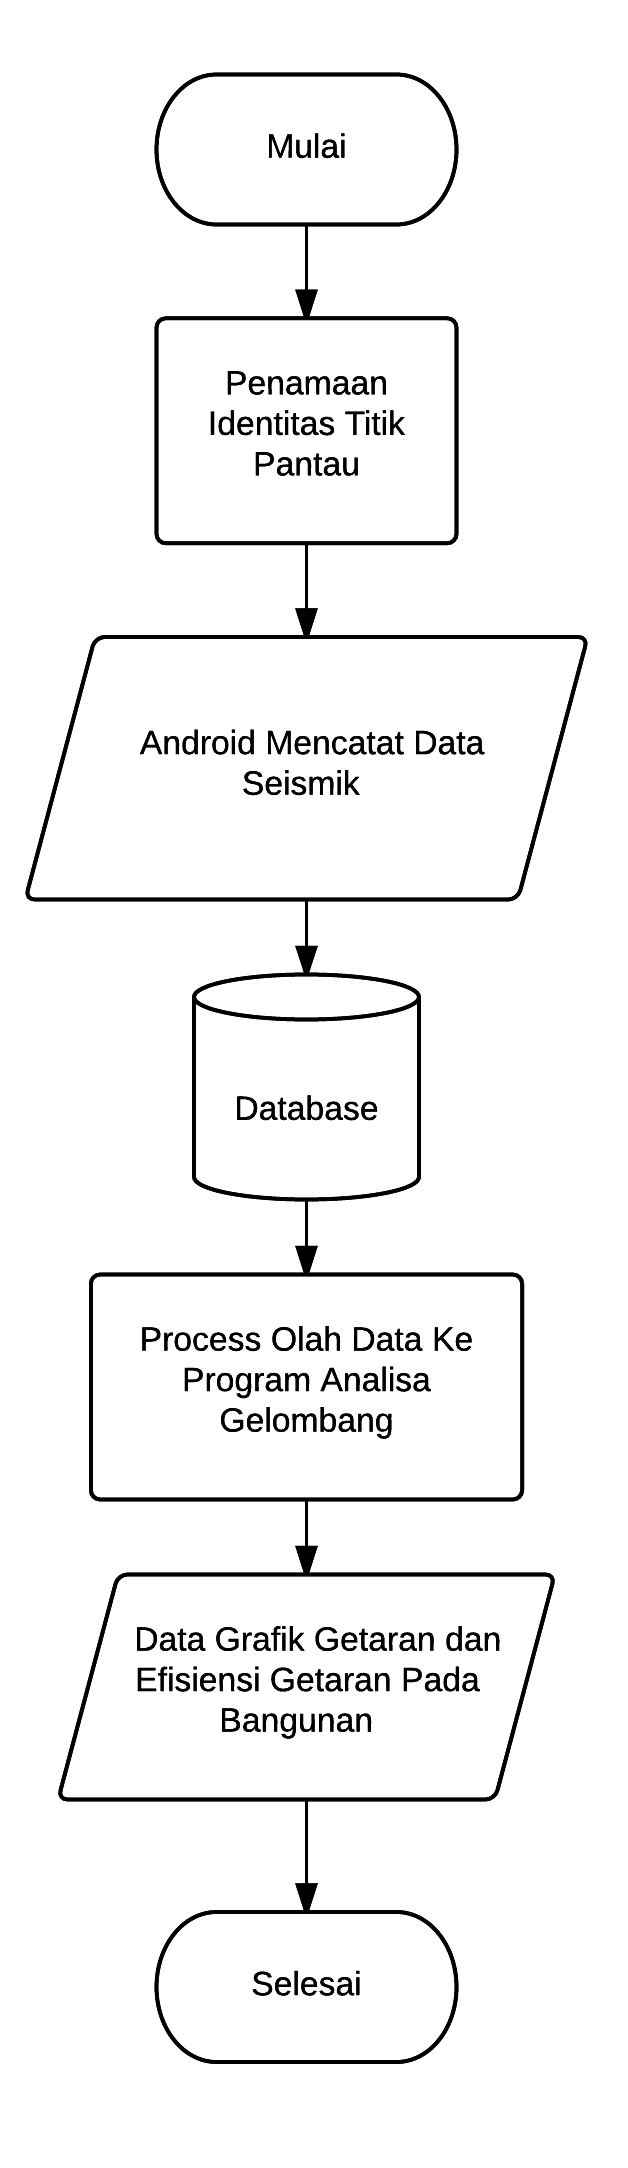 Mulai
Penamaan
Identitas Titik
Pantau
Android Mencatat Data
Seismik
Database
Process Olah Data Ke
Program Analisa
Gelombang
Data Grafik Getaran dan
Efisiensi Getaran Pada
Bangunan
Selesai